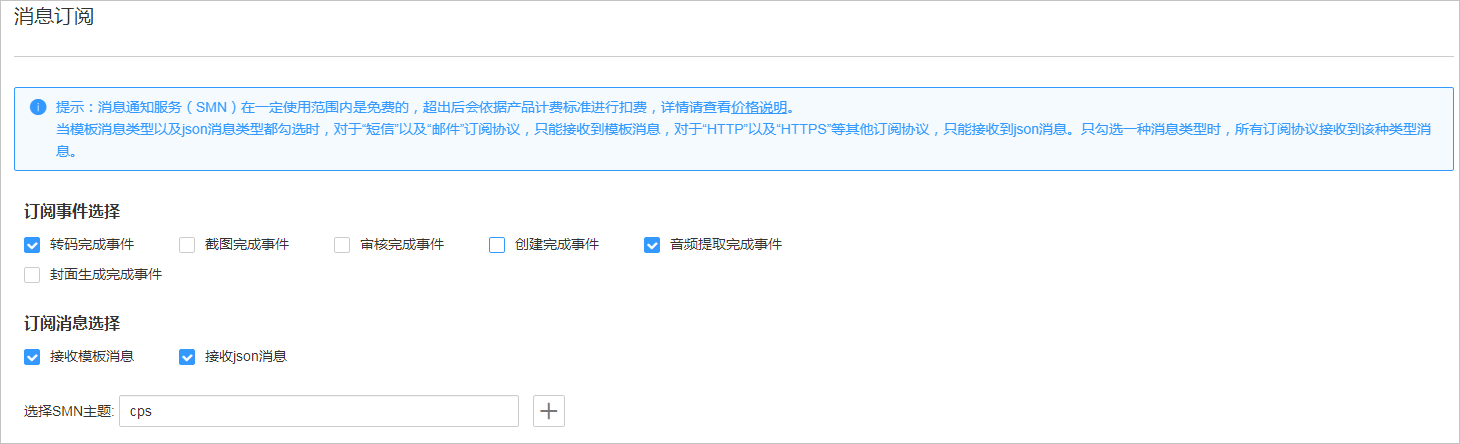 消息订阅
提示：消息通知服务（SMN）在一定使用范围内是免费的，超出后会依据产品计费标准进行扣费，详情请查看价格说明。
当模板消息类型以及json消息类型都勾选时，对于“短信”以及“邮件”订阅协议，只能接收到模板消息，对于“HTTP”以及“HTTPS”等其他订阅协议，只能接收到json消息。只勾选一种消息类型时，所有订阅协议接收到该种类型消
息。
订阅事件选择
转码完成事件 截图完成事件 审核完成事件 创建完成事件 音频提取完成事件
封面生成完成事件
订阅消息选择
接收模板消息 接收json消息
选择SMN主题: cps